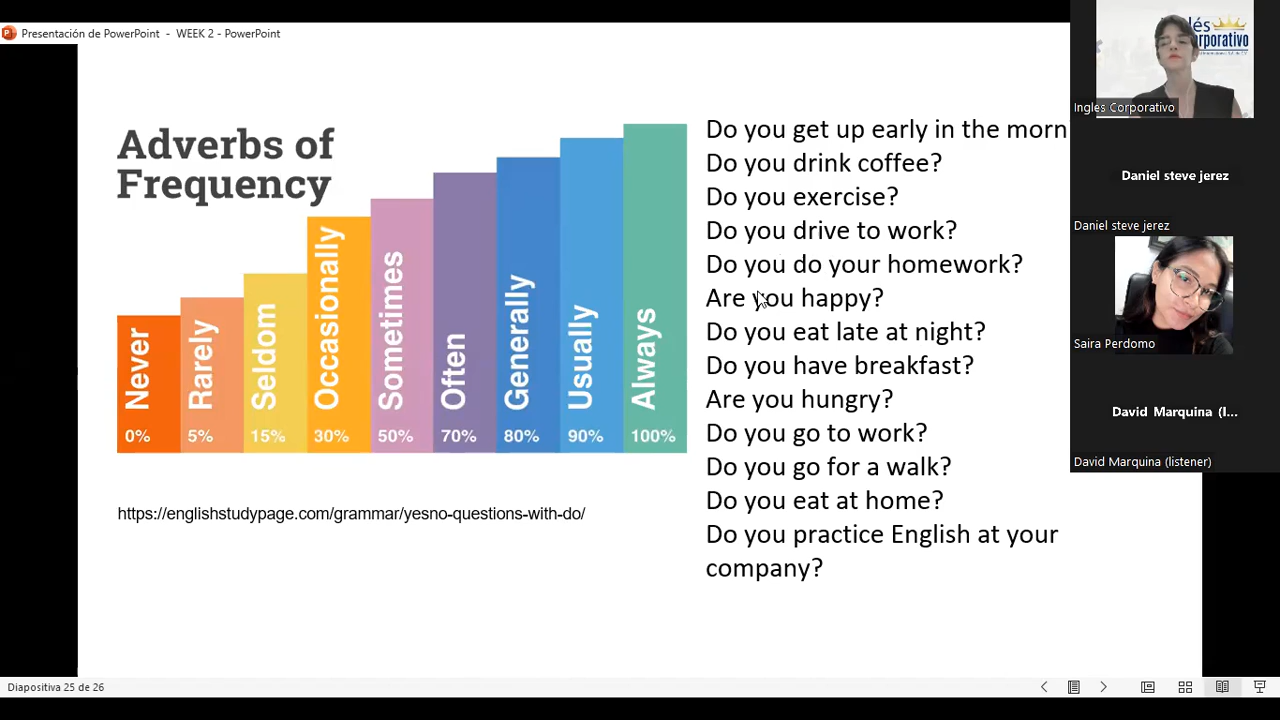 Presentación de PowerPoint - WEEK 2 - PowerPoint
Adverbs of
Frequency
Never
Rarely
Seldom
Occasionally
Sometimes
Often
Generally
Usually
Always
0%
5%
15%
30%
50%
70%
80%
90%
100%
https://englishstudypage.com/grammar/yesno-questions-with-do/
Do you get up early in the morn
Do you drink coffee?
Do you exercise?
Do you drive to work?
Do you do your homework?
Are you happy?
Do you eat late at night?
Do you have breakfast?
Are you hungry?
Do you go to work?
Do you go for a walk?
Do you eat at home?
Do you practice English at your
company?
Ingles Corporativo
Daniel steve jerez
Daniel steve jerez
Saira Perdomo
David Marquina (l...
David Marquina (listener)
Diapositiva 25 de 26